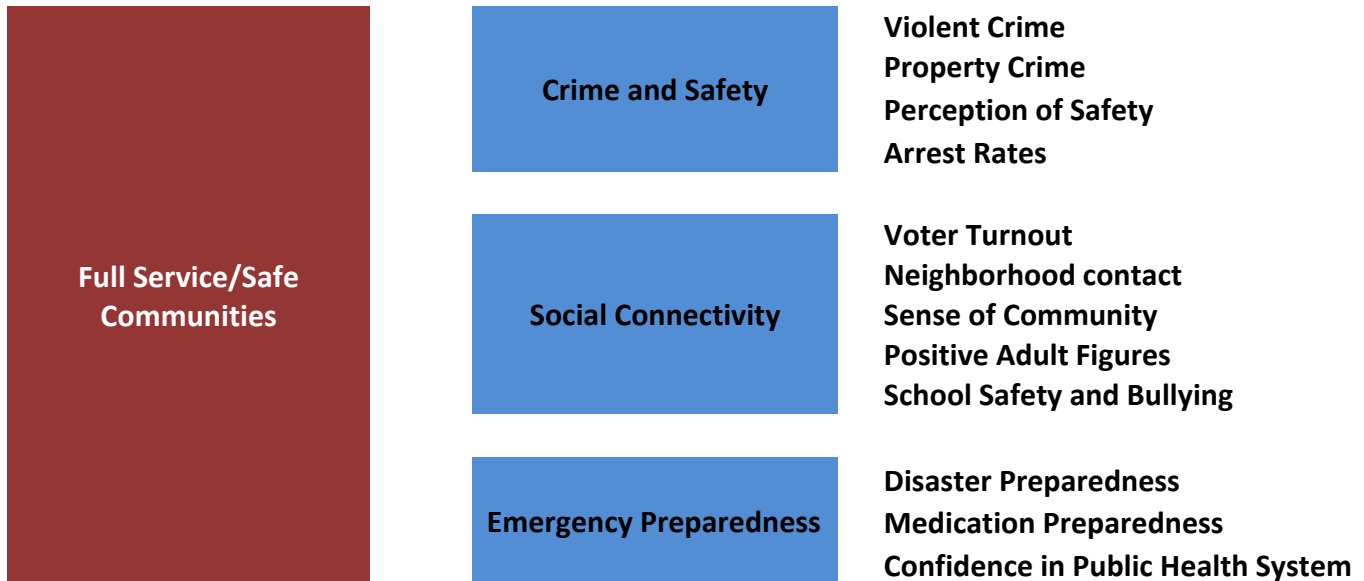 Full Service/Safe
Communities
Crime and Safety
Violent Crime
Property Crime
Perception of Safety
Arrest Rates
Social Connectivity
Voter Turnout
Neighborhood contact
Sense of Community
Positive Adult Figures
School Safety and Bullying
Emergency Preparedness
Disaster Preparedness
Medication Preparedness
Confidence in Public Health System